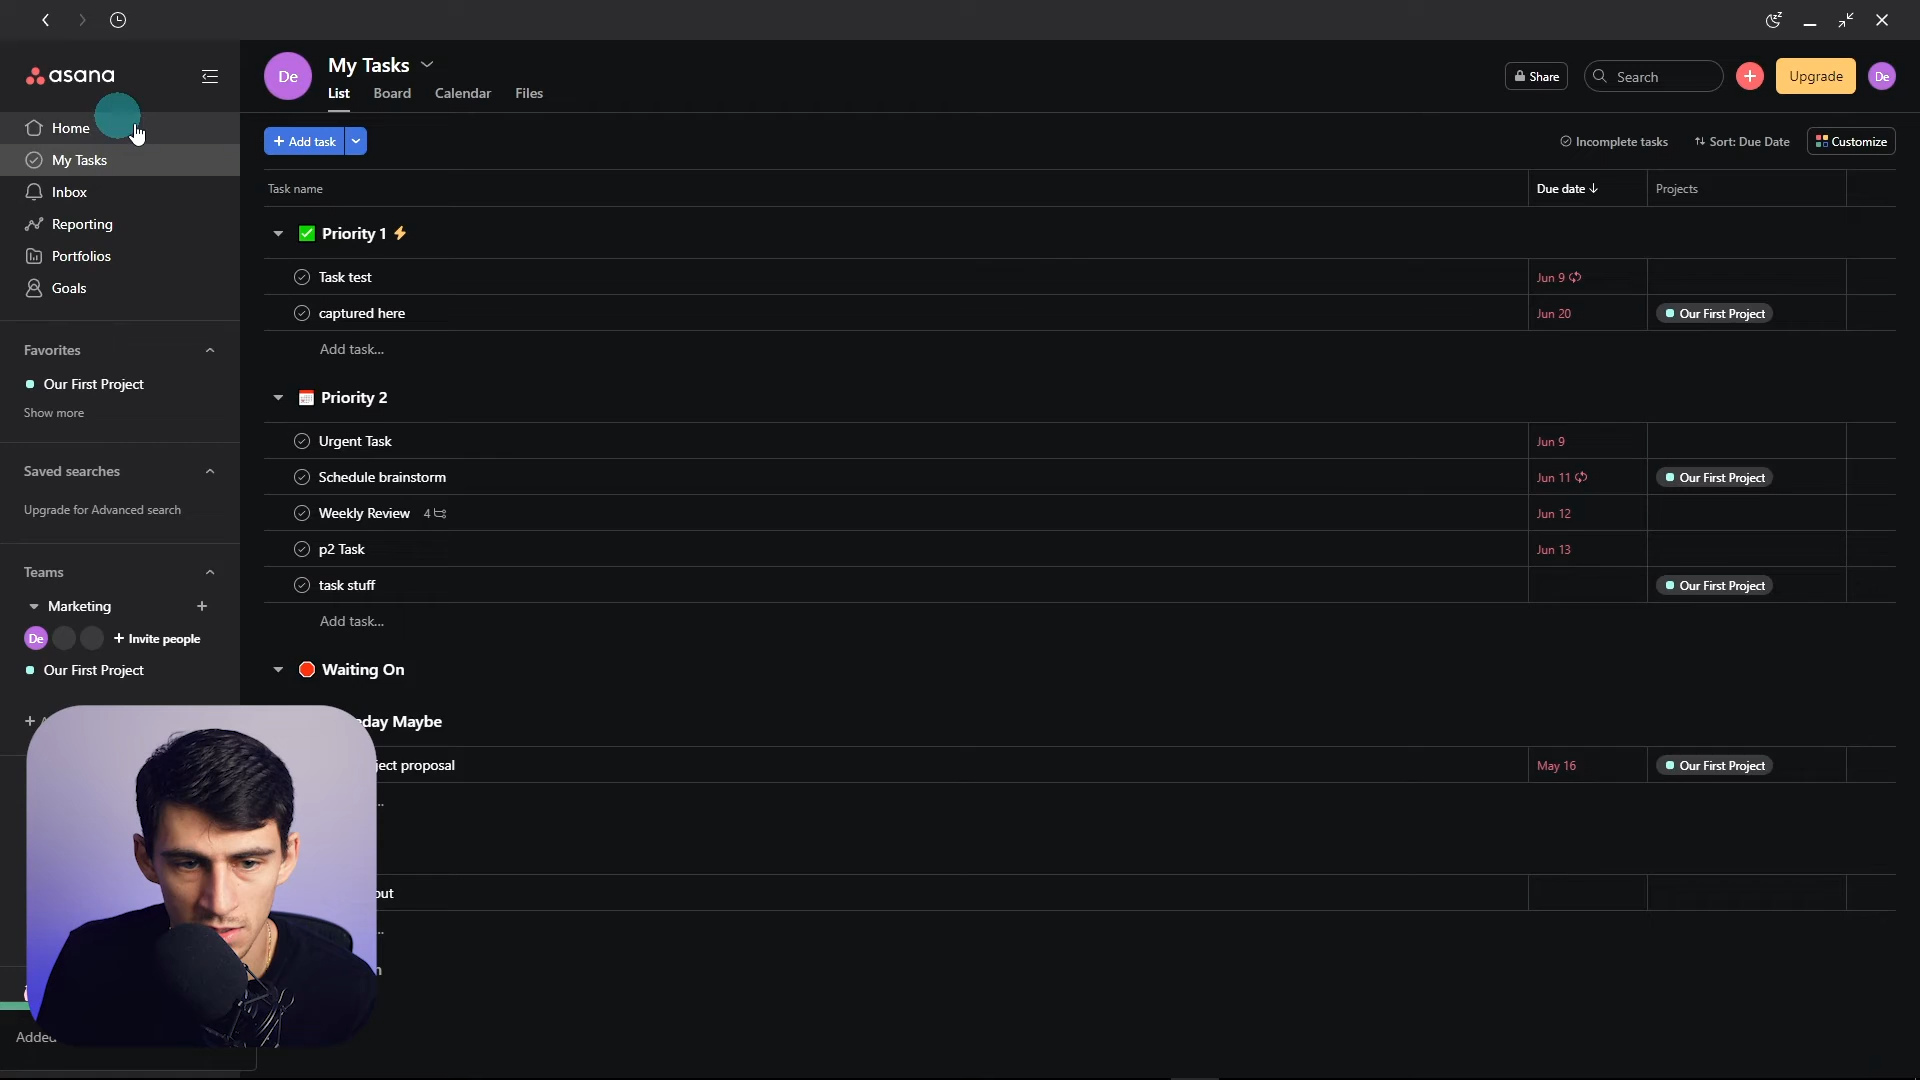 asana
Home
My Tasks
Inbox
Reporting
Portfolios
Goals
Favorites
Our First Project
Show more
Saved searches
Upgrade for Advanced search
Teams
Marketing
De
+ Invite people
Our First Project
Added
De
My Tasks
List Board Calendar Files
Share
Search
Upgrade
De
+ Add task
Incomplete tasks
Sort: Due Date
Customize
Task name Due date Projects
Priority 1
Task test Jun 9
captured here Jun 20 Our First Project
Add task...
Priority 2
Urgent Task Jun 9
Schedule brainstorm Jun 11 Our First Project
Weekly Review 4 Jun 12
p2 Task Jun 13
task stuff Our First Project
Add task...
Waiting On
day Maybe
ject proposal May 16 Our First Project
out